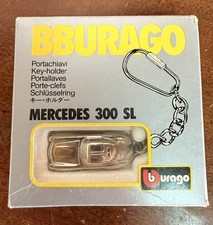 BBURAGO
Portachiavi
Key-holder
Portallaves
Porte-clefs
Schlüsselring
キー・ホルダー
MERCEDES 300 SL
bburago